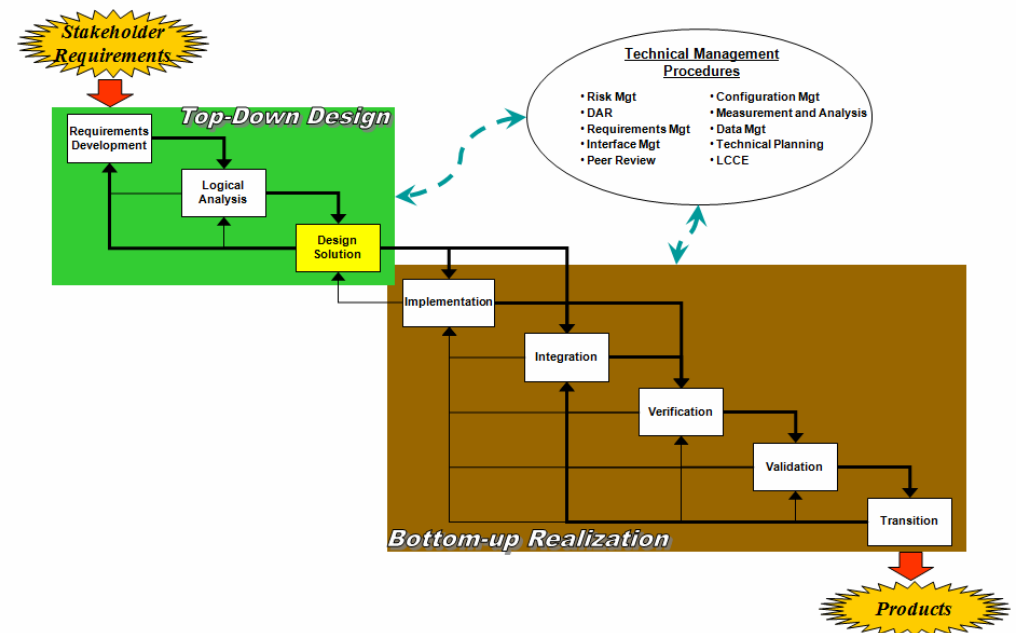 Stakeholder
Requirements
Top-Down Design
Requirements
Development
Logical
Analysis
Design
Solution
Technical Management
Procedures
• Risk Mgt
• DAR
• Requirements Mgt
• Interface Mgt
• Peer Review
• Configuration Mgt
• Measurement and Analysis
• Data Mgt
• Technical Planning
• LCCE
Implementation
Integration
Verification
Validation
Transition
Bottom-up Realization
Products